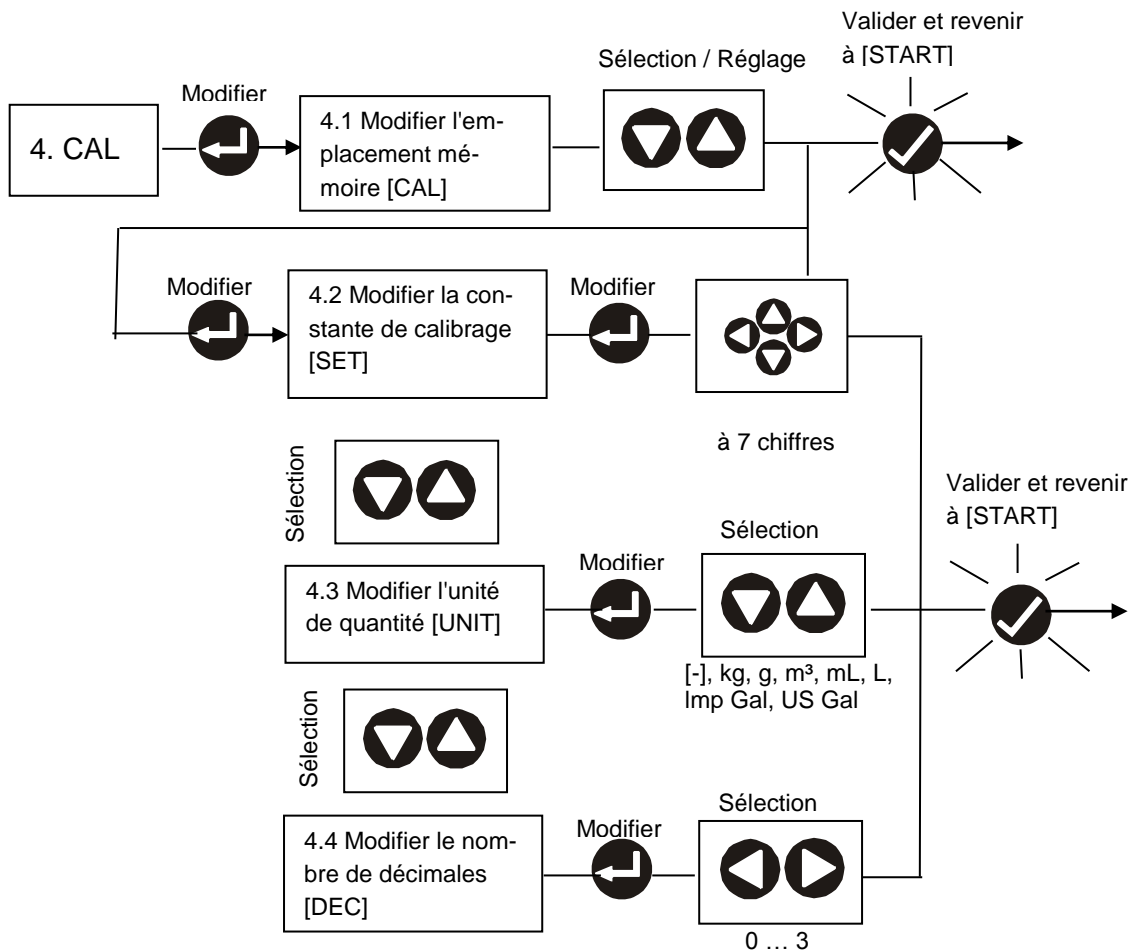 Valider et revenir
à [START]
Sélection / Réglage
Modifier
4. CAL
4.1 Modifier l'em-
placement mé-
moire [CAL]
Modifier
4.2 Modifier la con-
stante de calibrage
[SET]
Modifier
à 7 chiffres
Sélection
Valider et revenir
à [START]
Sélection
4.3 Modifier l'unité
de quantité [UNIT]
Modifier
[-], kg, g, m³, mL, L,
Imp Gal, US Gal
Sélection
Sélection
4.4 Modifier le nom-
bre de décimales
[DEC]
Modifier
0 … 3